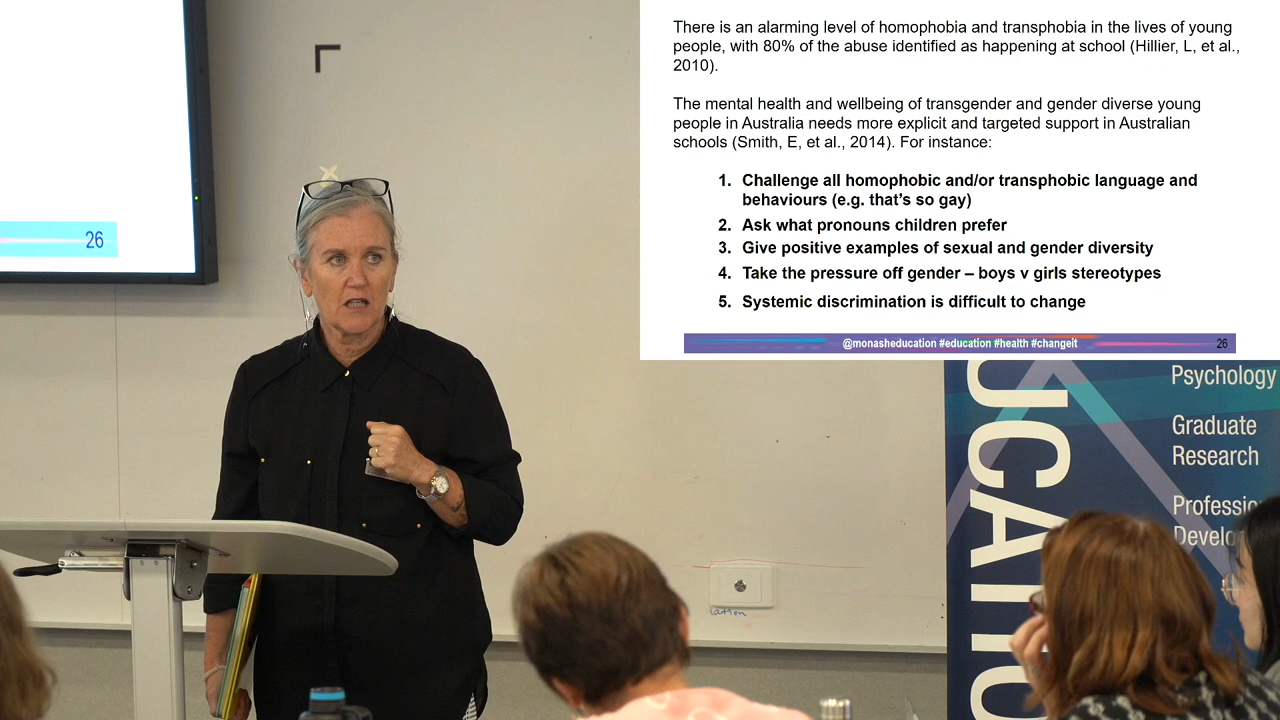 26
There is an alarming level of homophobia and transphobia in the lives of young
people, with 80% of the abuse identified as happening at school (Hillier, L, et al.,
2010).
The mental health and wellbeing of transgender and gender diverse young
people in Australia needs more explicit and targeted support in Australian
schools (Smith, E, et al., 2014). For instance:
1. Challenge all homophobic and/or transphobic language and
behaviours (e.g. that's so gay)
2. Ask what pronouns children prefer
3. Give positive examples of sexual and gender diversity
4. Take the pressure off gender – boys v girls stereotypes
5. Systemic discrimination is difficult to change
@monasheducation #education #health #changeit
26
UCATIO
Psychology
Graduate
Research